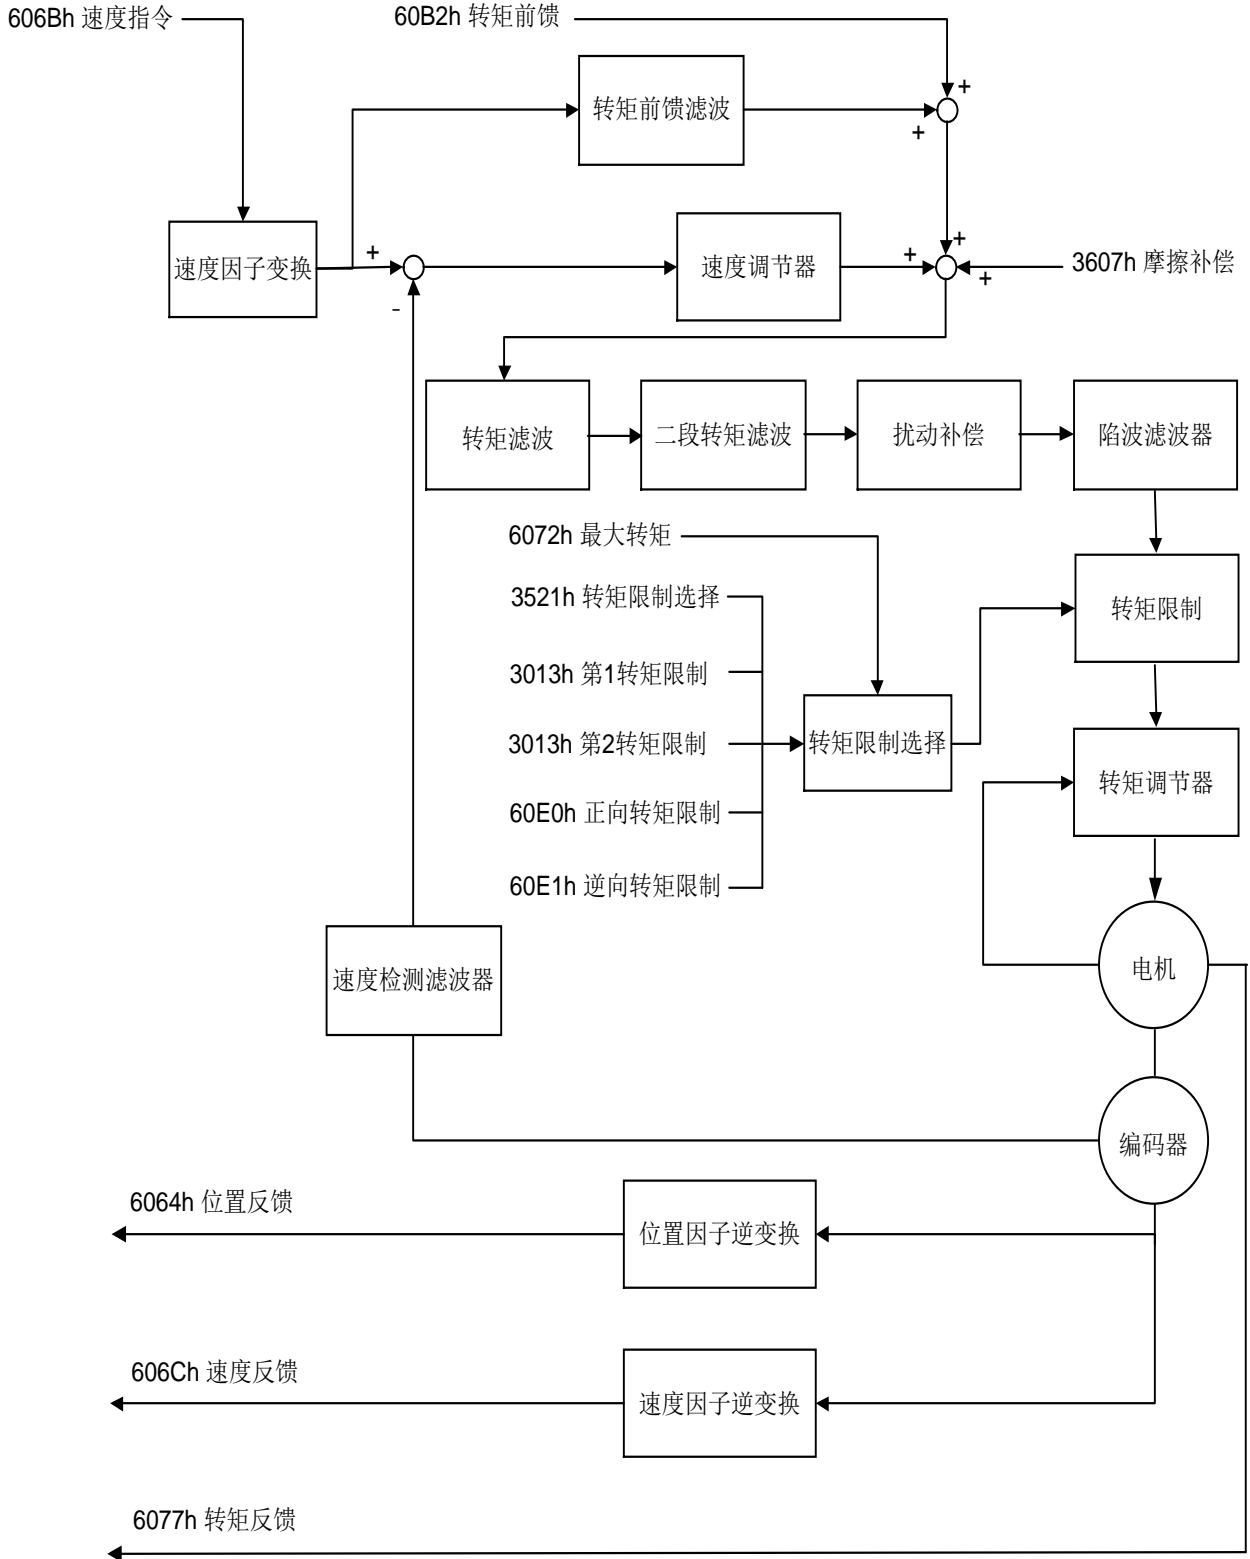 606Bh 速度指令
60B2h 转矩前馈
+
转矩前馈滤波
+
速度因子变换
+
-
速度调节器
+
+
+
3607h 摩擦补偿
转矩滤波
二段转矩滤波
扰动补偿
陷波滤波器
6072h 最大转矩
3521h 转矩限制选择
转矩限制
3013h 第1转矩限制
3013h 第2转矩限制
转矩限制选择
转矩调节器
60E0h 正向转矩限制
60E1h 逆向转矩限制
速度检测滤波器
电机
编码器
6064h 位置反馈
位置因子逆变换
606Ch 速度反馈
速度因子逆变换
6077h 转矩反馈